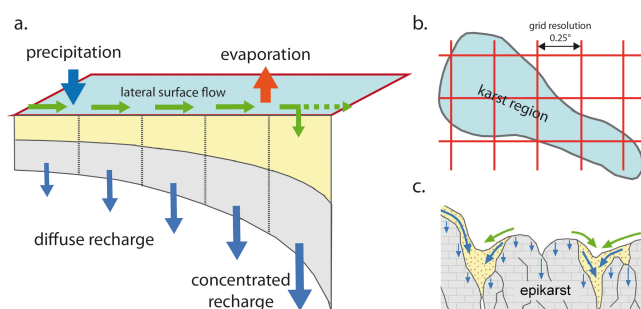 a.
precipitation
evaporation
lateral surface flow
diffuse recharge
concentrated
recharge
b.
grid resolution
0.25°
karst region
c.
epikarst